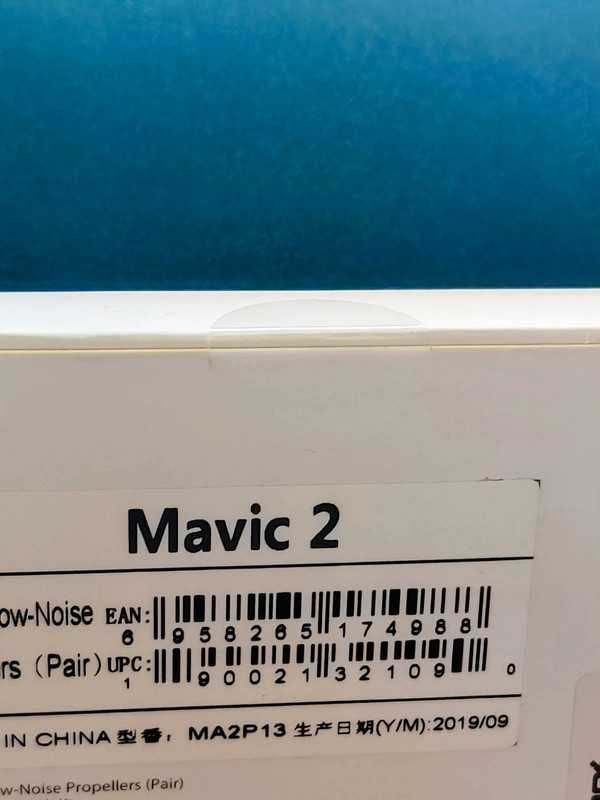 Mavic 2
ow-Noise EAN:
6 958265 174988
rs (Pair) UPC:
1 90021 32109 0
IN CHINA 型番: MA2P13 生产日期(Y/M):2019/09
w-Noise Propellers (Pair)